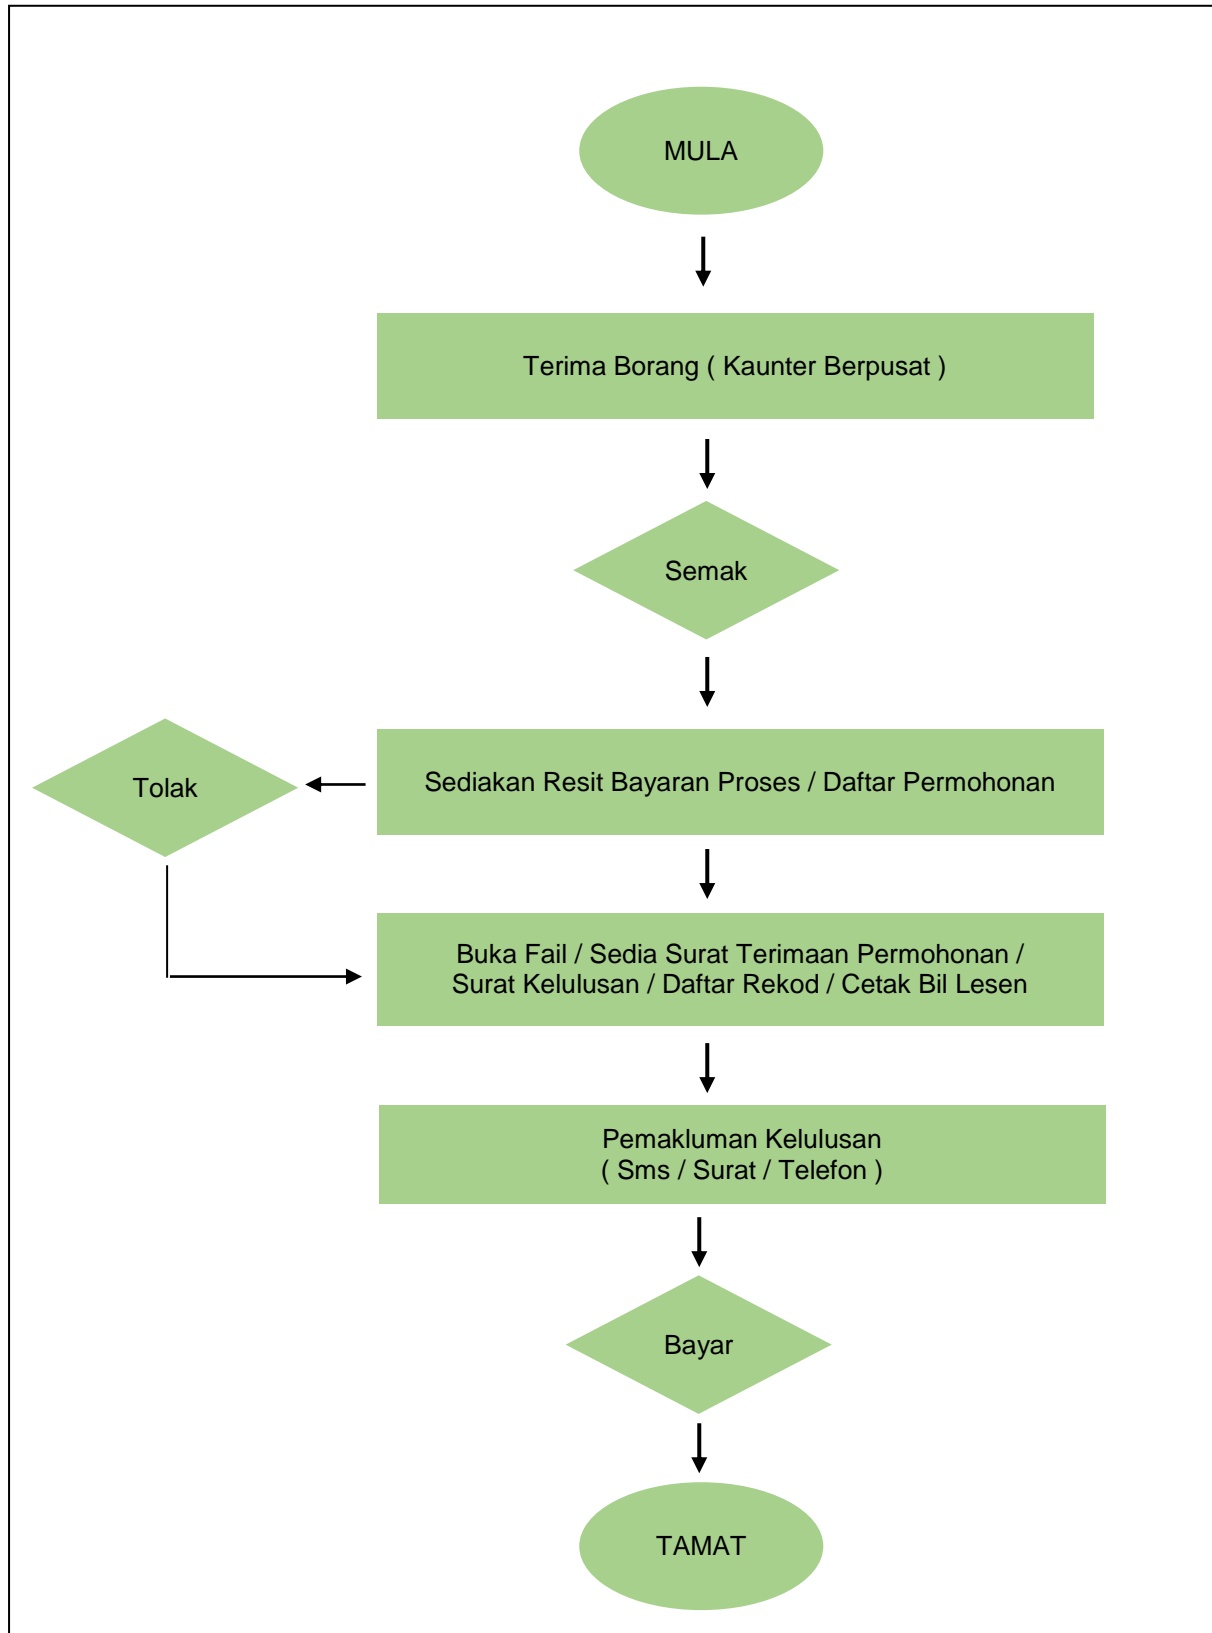 MULA
Terima Borang ( Kaunter Berpusat )
Semak
Tolak
Sediakan Resit Bayaran Proses / Daftar Permohonan
Buka Fail / Sedia Surat Terimaan Permohonan /
Surat Kelulusan / Daftar Rekod / Cetak Bil Lesen
Pemakluman Kelulusan
( Sms / Surat / Telefon )
Bayar
TAMAT